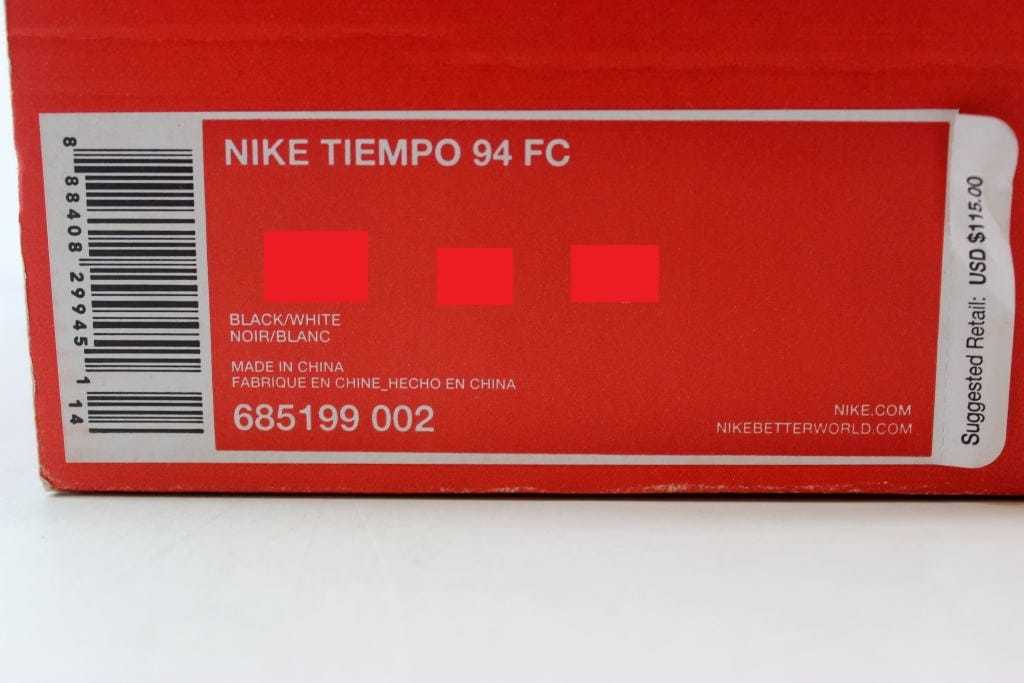 8 88408 29945 1 14
NIKE TIEMPO 94 FC
BLACK/WHITE
NOIR/BLANC
MADE IN CHINA
FABRIQUE EN CHINE_HECHO EN CHINA
685199 002
NIKE.COM
NIKEBETTERWORLD.COM
Suggested Retail: USD $115.00